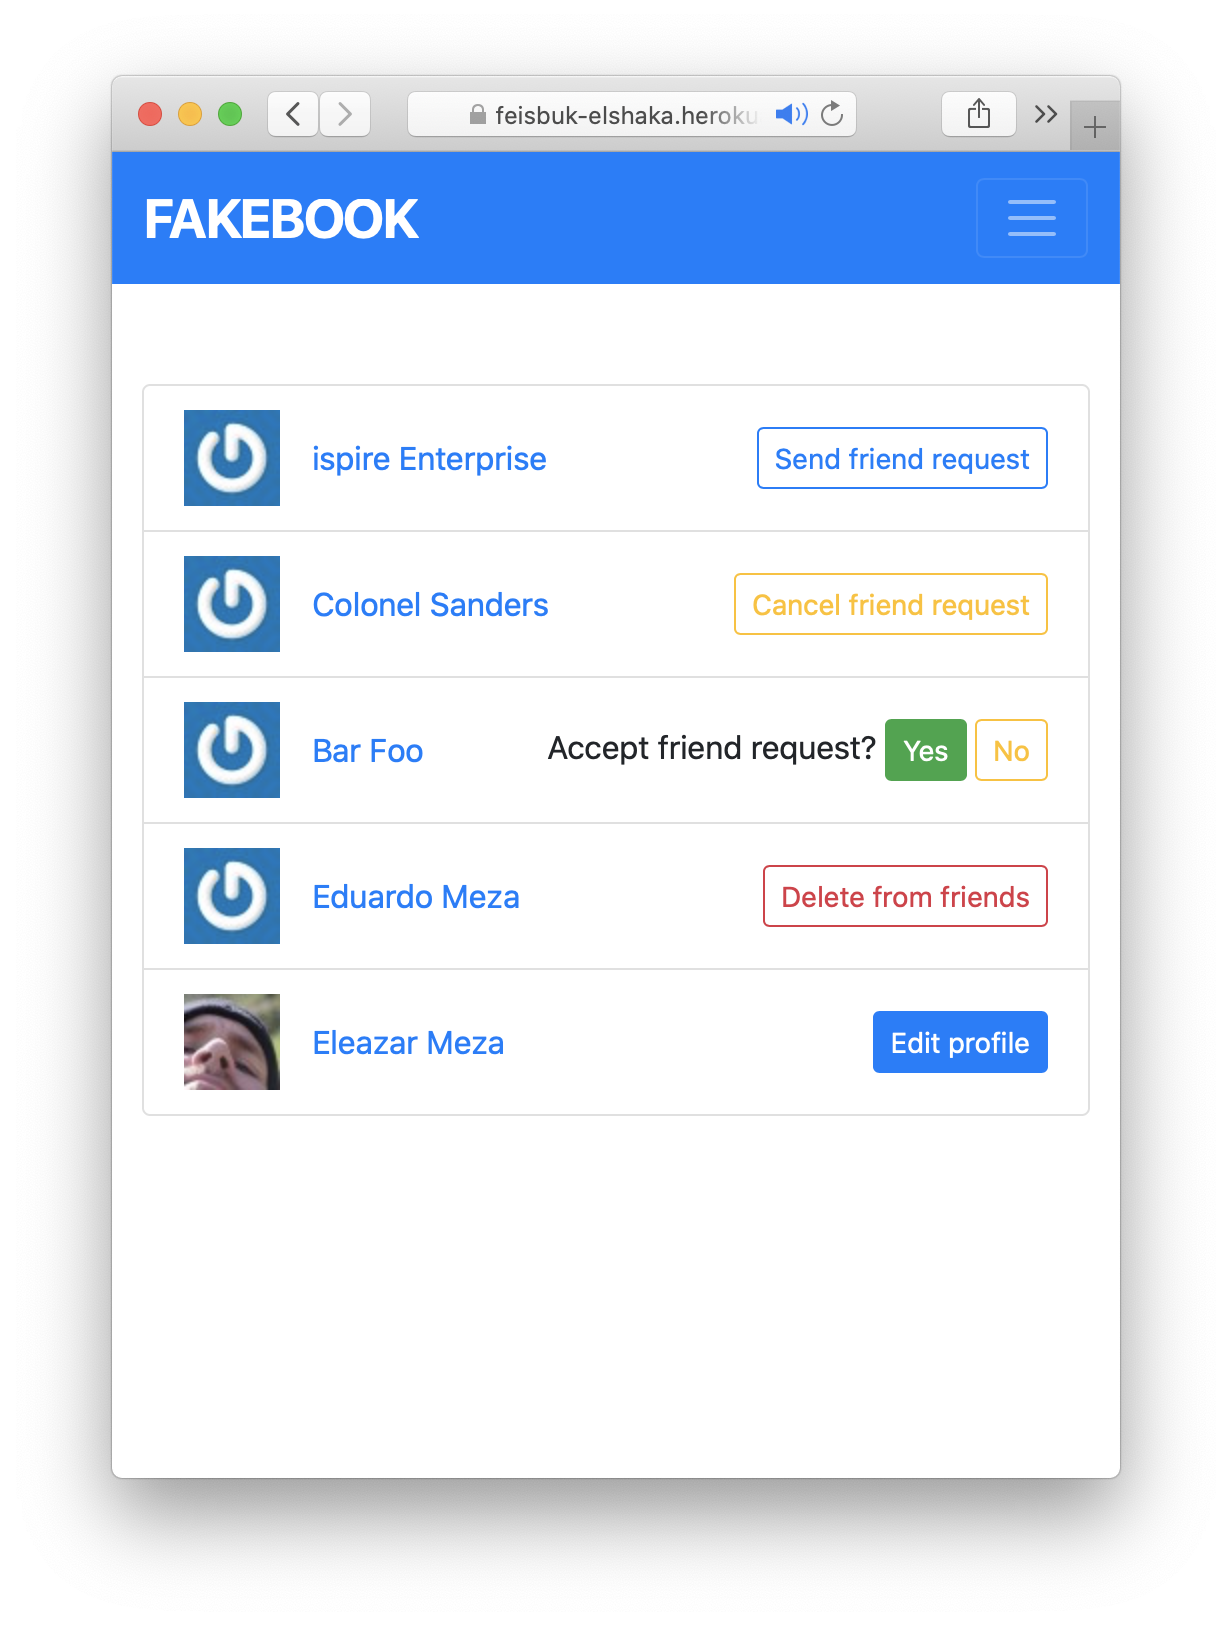 feisbuk-elshaka.heroku
FAKEBOOK
ispire Enterprise
Send friend request
Colonel Sanders
Cancel friend request
Bar Foo
Accept friend request? Yes No
Eduardo Meza
Delete from friends
Eleazar Meza
Edit profile